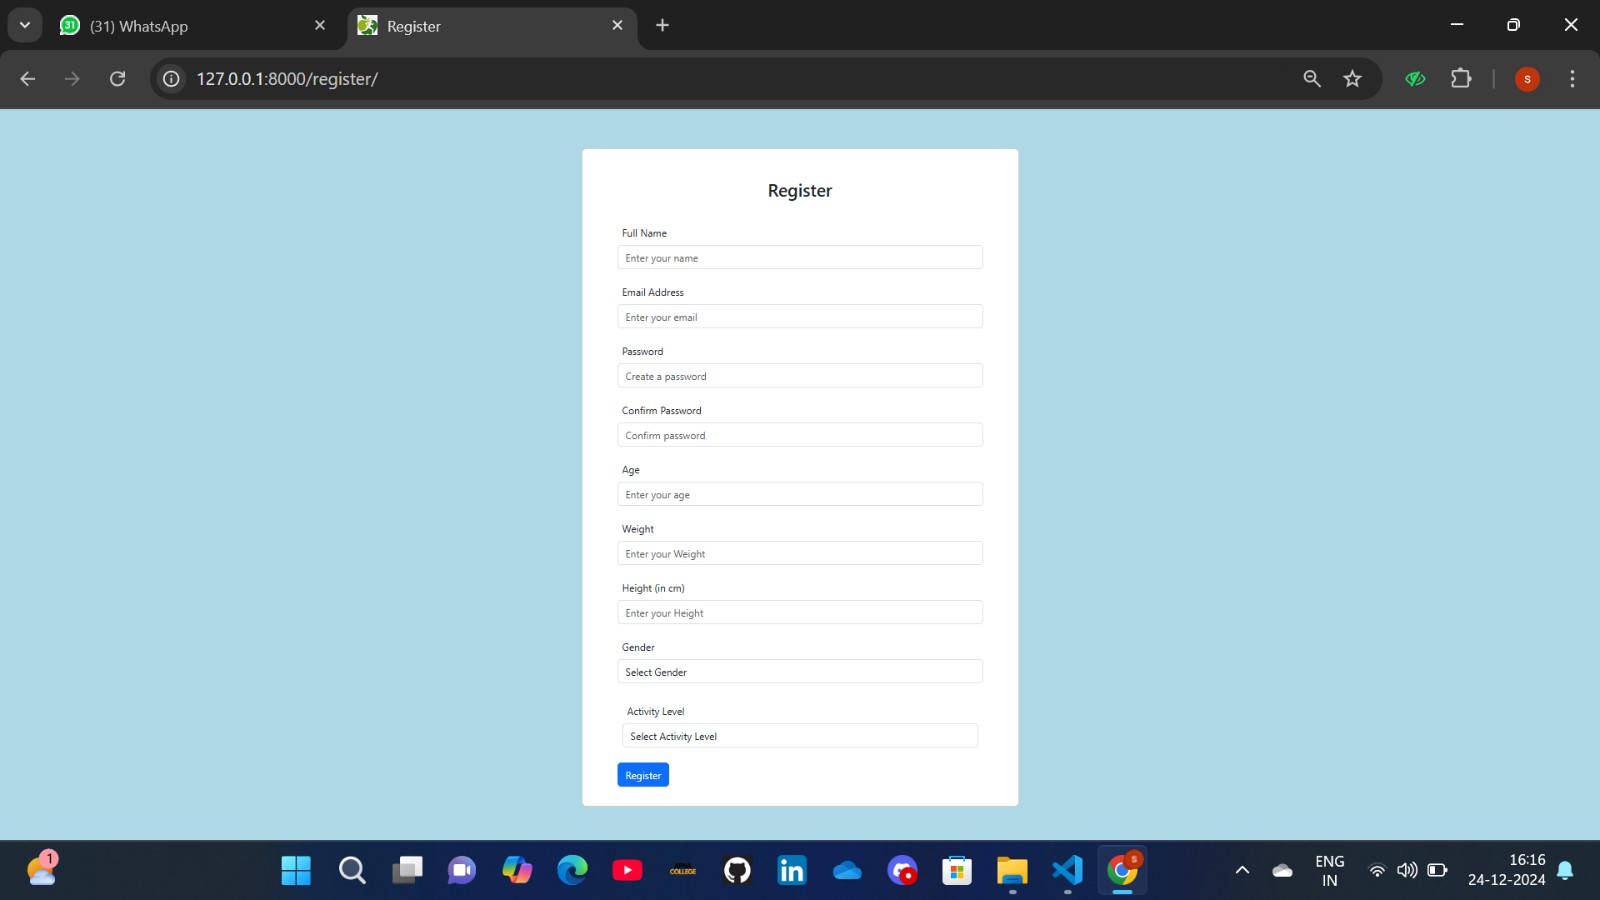 31
(31) WhatsApp
Register
127.0.0.1:8000/register/
s
Register
Full Name
Enter your name
Email Address
Enter your email
Password
Create a password
Confirm Password
Confirm password
Age
Enter your age
Weight
Enter your Weight
Height (in cm)
Enter your Height
Gender
Select Gender
Activity Level
Select Activity Level
Register
1
COLLEGE
in
s
ENG
IN
16:16
24-12-2024